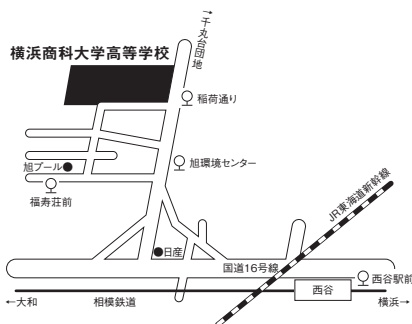 →千丸台団地
横浜商科大学高等学校
稲荷通り
旭環境センター
旭プール
福寿荘前
JR東海道新幹線
日産
国道16号線
西谷駅前
西谷
←大和
相模鉄道
横浜→